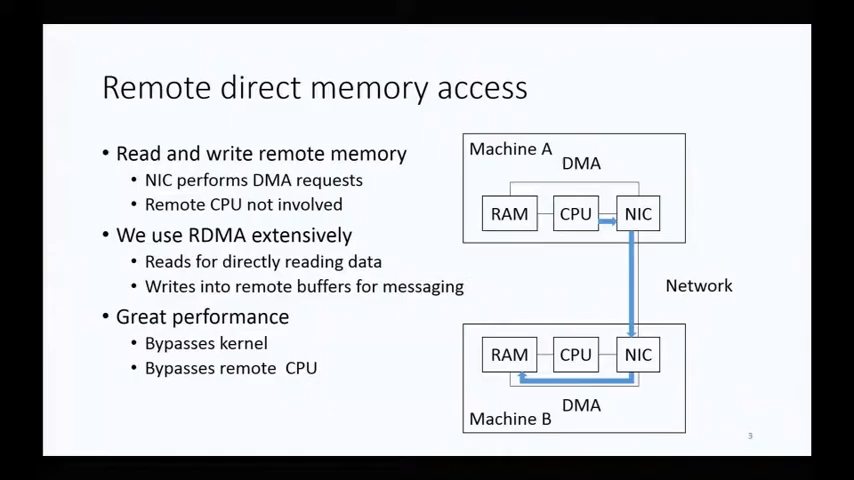 Remote direct memory access
• Read and write remote memory
• NIC performs DMA requests
• Remote CPU not involved
• We use RDMA extensively
• Reads for directly reading data
• Writes into remote buffers for messaging
• Great performance
• Bypasses kernel
• Bypasses remote CPU
Machine A
DMA
RAM CPU NIC
Network
RAM CPU NIC
DMA
Machine B
3